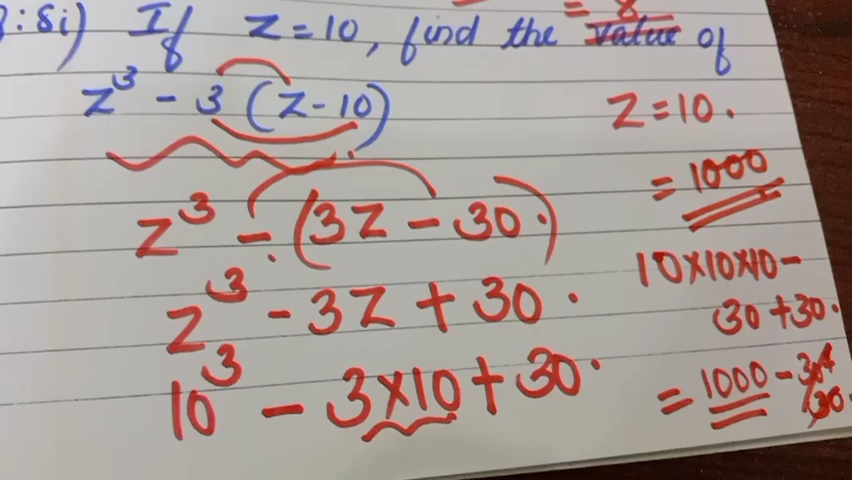 :8i) If z=10, find the value of
z³ - 3 (z-10)
z³ - (3z - 30.)
z³ - 3z + 30.
10³ - 3×10 + 30.
z=10.
= 1000
10×10×10 -
30 + 30.
= 1000 - 30+
30.